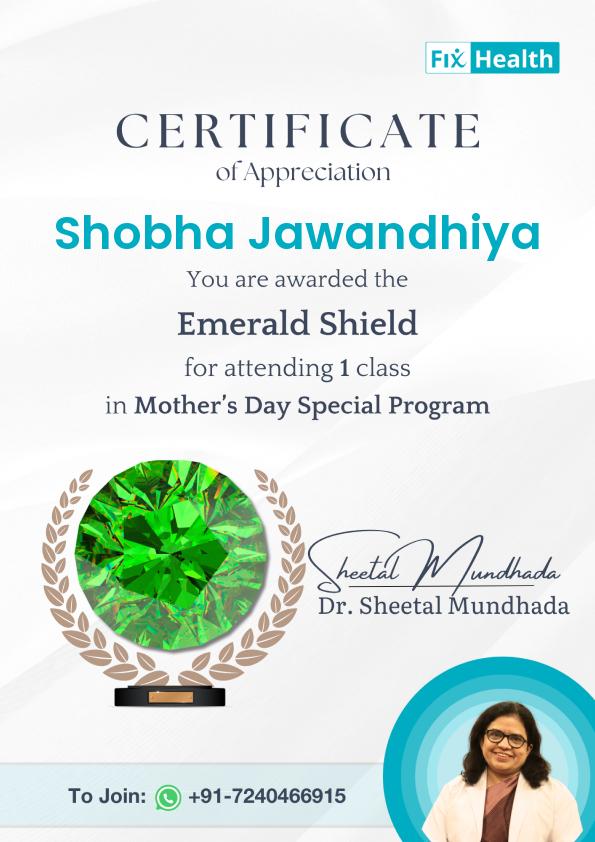 Fix Health
CERTIFICATE
of Appreciation
Shobha Jawandhiya
You are awarded the
Emerald Shield
for attending 1 class
in Mother's Day Special Program
Sheetal Mundhada
Dr. Sheetal Mundhada
To Join: +91-7240466915